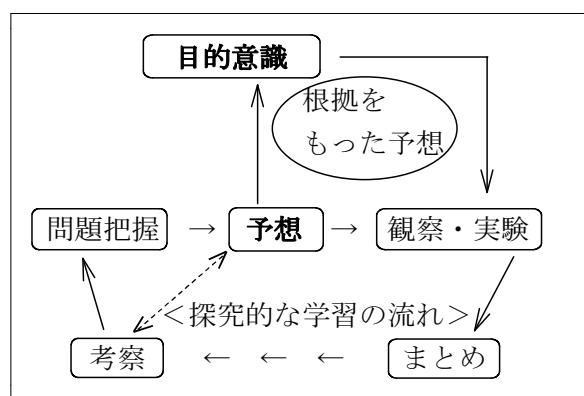 目的意識
根拠を
もった予想
問題把握 → 予想 → 観察・実験
＜探究的な学習の流れ＞
考察 ← ← ← まとめ